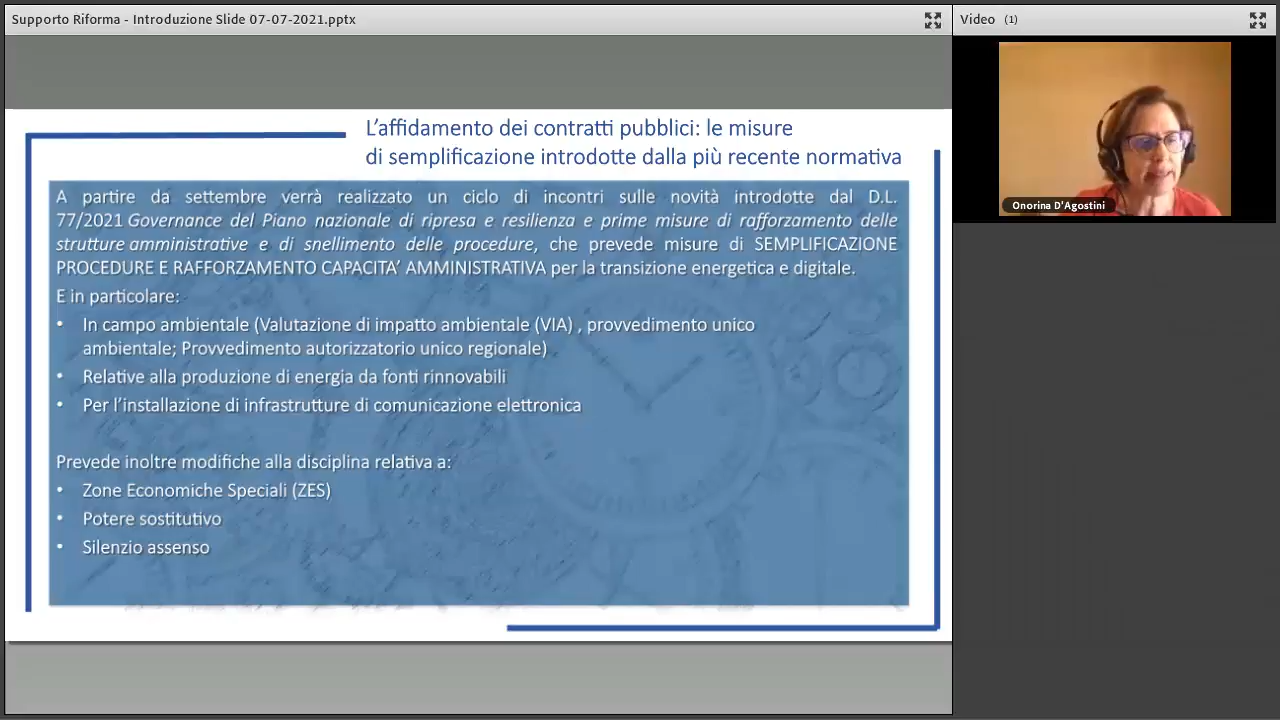 Supporto Riforma - Introduzione Slide 07-07-2021.pptx
Video (1)
Onorina D'Agostini
L'affidamento dei contratti pubblici: le misure
di semplificazione introdotte dalla più recente normativa
A partire da settembre verrà realizzato un ciclo di incontri sulle novità introdotte dal D.L.
77/2021 Governance del Piano nazionale di ripresa e resilienza e prime misure di rafforzamento delle
strutture amministrative e di snellimento delle procedure, che prevede misure di SEMPLIFICAZIONE
PROCEDURE E RAFFORZAMENTO CAPACITA' AMMINISTRATIVA per la transizione energetica e digitale.
E in particolare:
• In campo ambientale (Valutazione di impatto ambientale (VIA) , provvedimento unico
ambientale; Provvedimento autorizzatorio unico regionale)
• Relative alla produzione di energia da fonti rinnovabili
• Per l'installazione di infrastrutture di comunicazione elettronica
Prevede inoltre modifiche alla disciplina relativa a:
• Zone Economiche Speciali (ZES)
• Potere sostitutivo
• Silenzio assenso